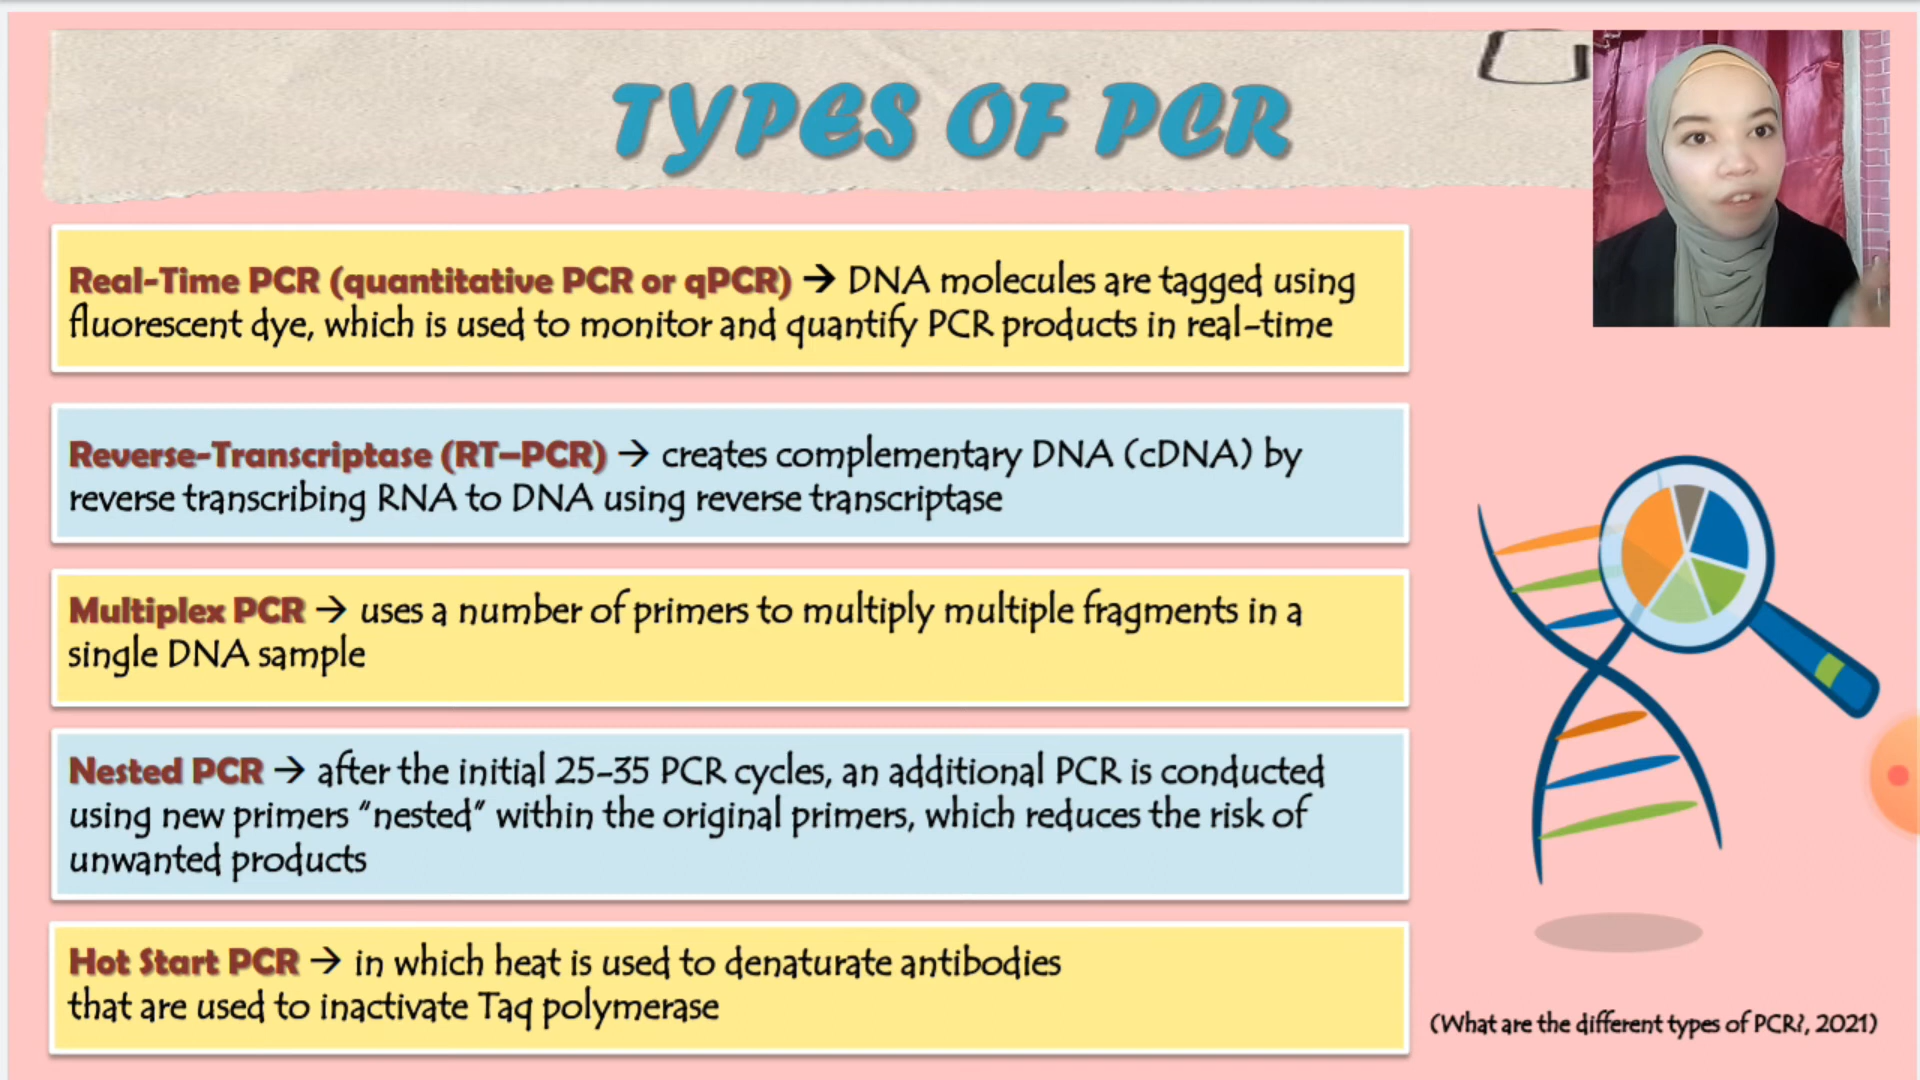 TYPES OF PCR
Real-Time PCR (quantitative PCR or qPCR) → DNA molecules are tagged using
fluorescent dye, which is used to monitor and quantify PCR products in real-time
Reverse-Transcriptase (RT–PCR) → creates complementary DNA (cDNA) by
reverse transcribing RNA to DNA using reverse transcriptase
Multiplex PCR → uses a number of primers to multiply multiple fragments in a
single DNA sample
Nested PCR → after the initial 25-35 PCR cycles, an additional PCR is conducted
using new primers “nested” within the original primers, which reduces the risk of
unwanted products
Hot Start PCR → in which heat is used to denaturate antibodies
that are used to inactivate Taq polymerase
(What are the different types of PCR?, 2021)